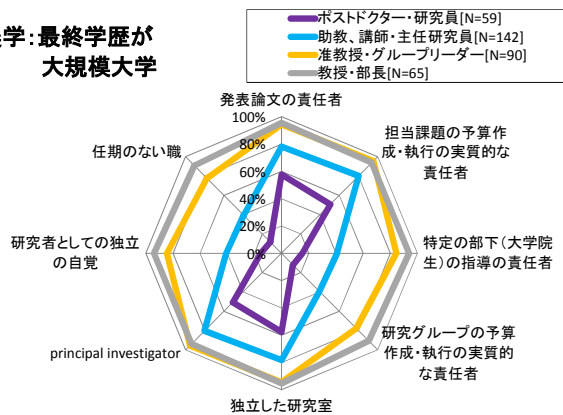 学:最終学歴が
大規模大学
ポストドクター・研究員[N=59]
助教、講師・主任研究員[N=142]
准教授・グループリーダー[N=90]
教授・部長[N=65]
発表論文の責任者
担当課題の予算作
成・執行の実質的な
責任者
特定の部下(大学院
生)の指導の責任者
研究グループの予算
作成・執行の実質的
な責任者
独立した研究室
principal investigator
研究者としての独立
の自覚
任期のない職
100%
80%
60%
40%
20%
0%